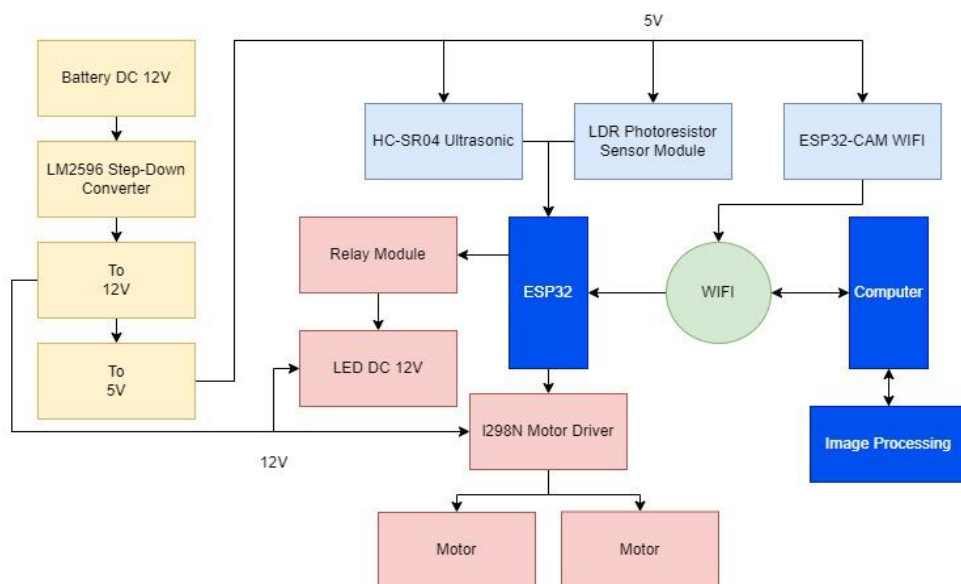 5V
Battery DC 12V
HC-SR04 Ultrasonic
LDR Photoresistor
Sensor Module
ESP32-CAM WIFI
LM2596 Step-Down
Converter
Relay Module
ESP32
WIFI
Computer
To
12V
To
5V
LED DC 12V
l298N Motor Driver
Image Processing
12V
Motor
Motor